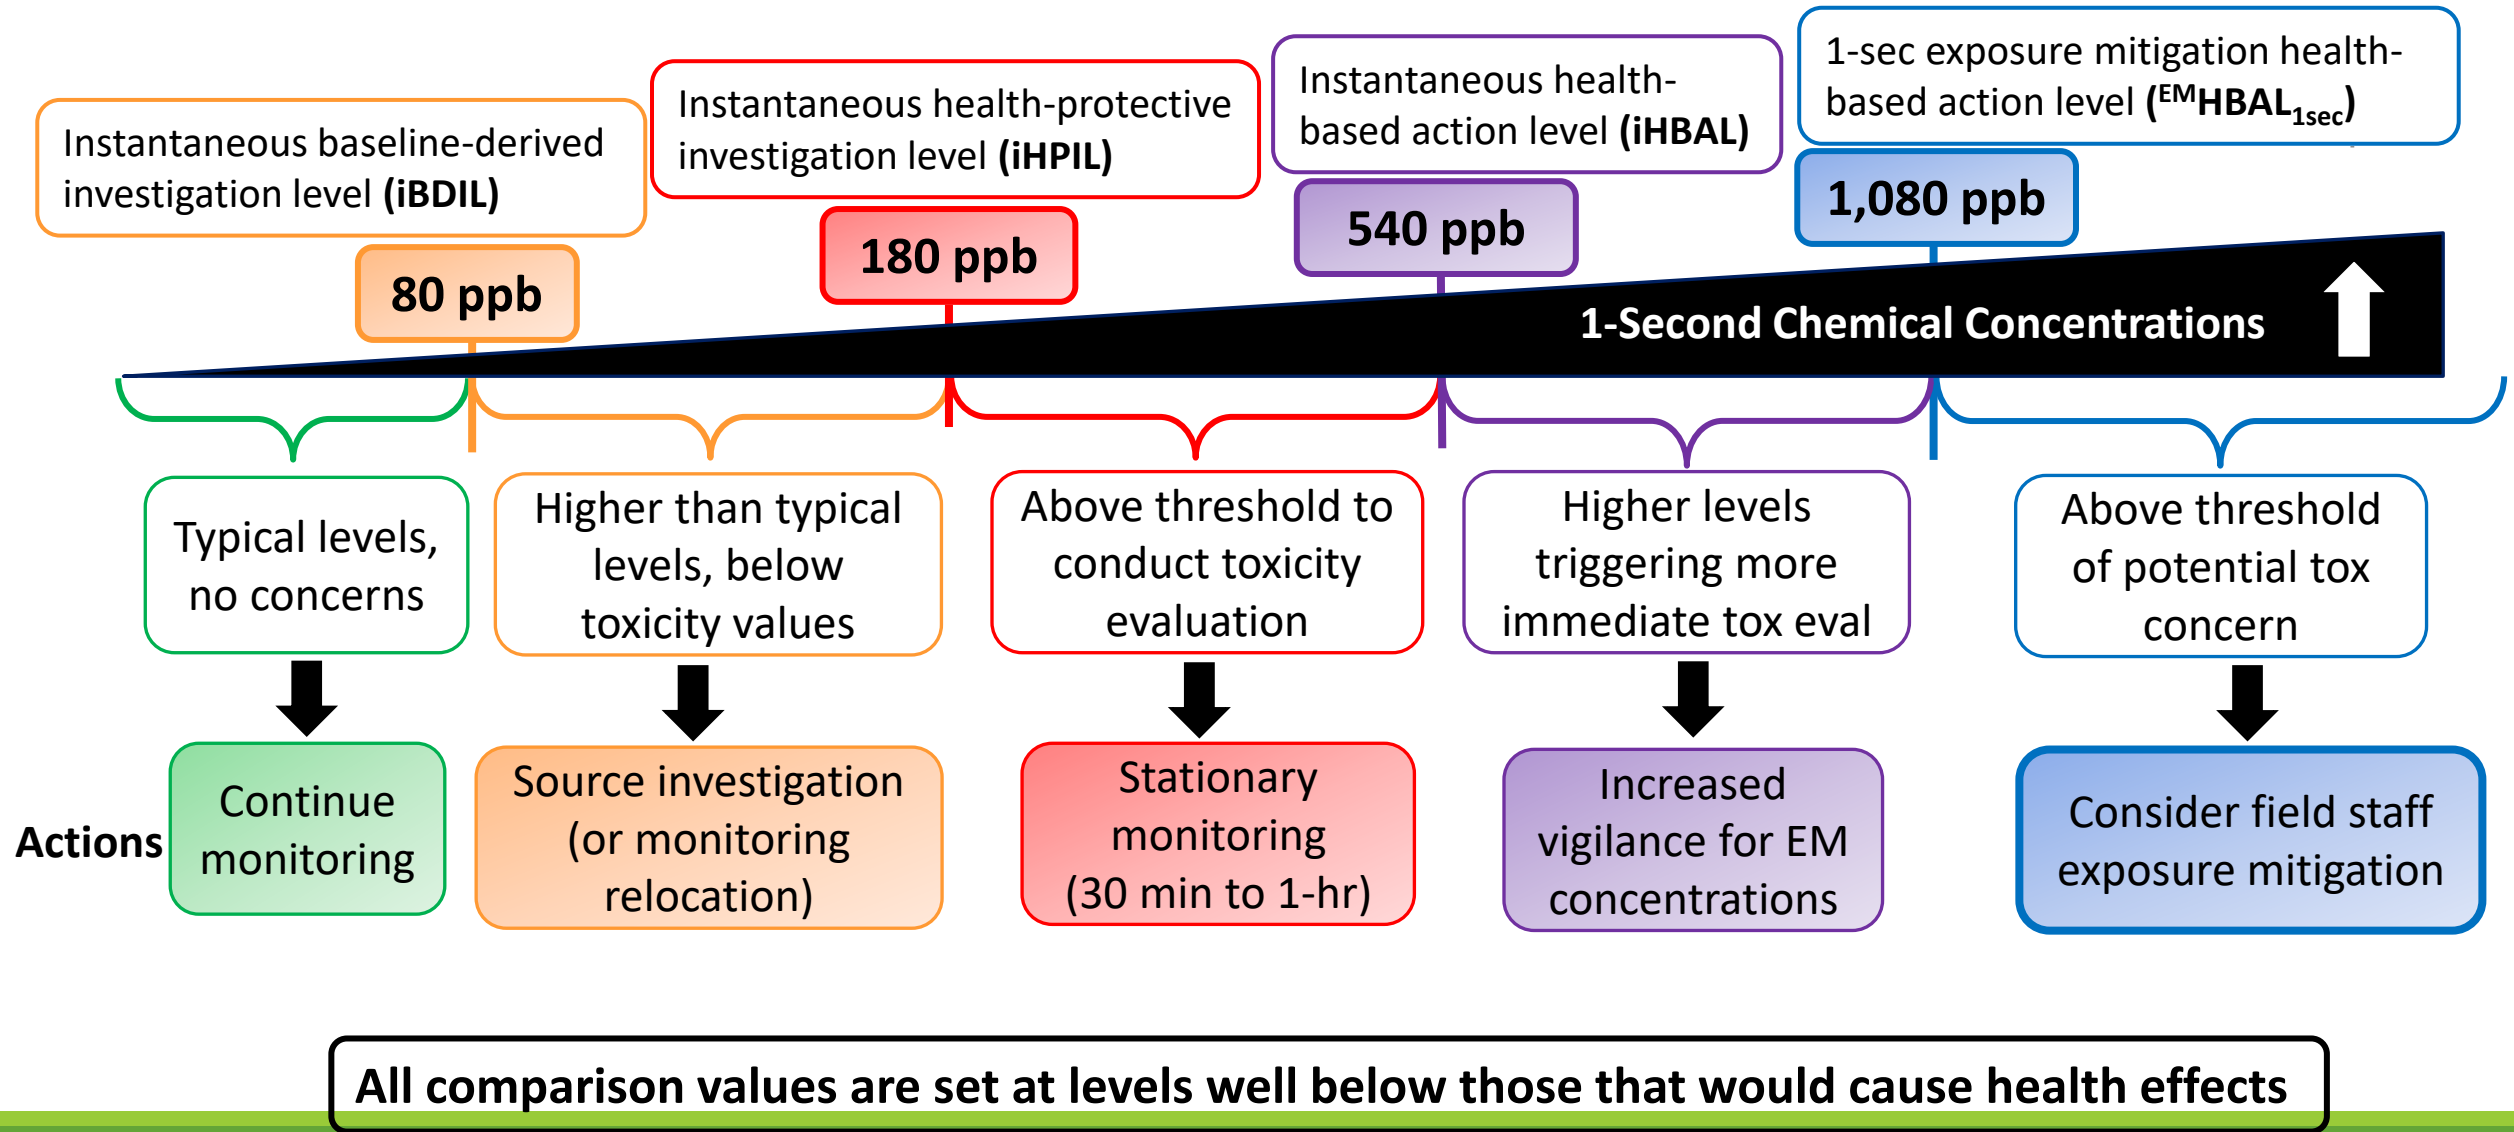 Instantaneous baseline-derived
investigation level (iBDIL)
80 ppb
Instantaneous health-protective
investigation level (iHPIL)
180 ppb
Instantaneous health-
based action level (iHBAL)
540 ppb
1-sec exposure mitigation health-
based action level (EMHBAL1sec)
1,080 ppb
1-Second Chemical Concentrations
Typical levels,
no concerns
Higher than typical
levels, below
toxicity values
Above threshold to
conduct toxicity
evaluation
Higher levels
triggering more
immediate tox eval
Above threshold
of potential tox
concern
Actions
Continue
monitoring
Source investigation
(or monitoring
relocation)
Stationary
monitoring
(30 min to 1-hr)
Increased
vigilance for EM
concentrations
Consider field staff
exposure mitigation
All comparison values are set at levels well below those that would cause health effects